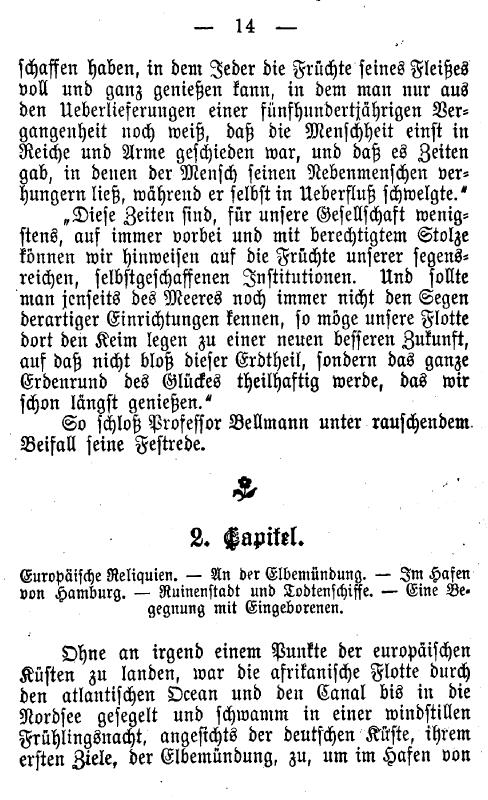 — 14 —
schaffen haben, in dem Jeder die Früchte seines Fleißes
voll und ganz genießen kann, in dem man nur aus
den Ueberlieferungen einer fünfhundertjährigen Ver-
gangenheit noch weiß, daß die Menschheit einst in
Reiche und Arme geschieden war, und daß es Zeiten
gab, in denen der Mensch seinen Nebenmenschen ver-
hungern ließ, während er selbst in Ueberfluß schwelgte.“
„Diese Zeiten sind, für unsere Gesellschaft wenig-
stens, auf immer vorbei und mit berechtigtem Stolze
können wir hinweisen auf die Früchte unserer segens-
reichen, selbstgeschaffenen Institutionen. Und sollte
man jenseits des Meeres noch immer nicht den Segen
derartiger Einrichtungen kennen, so möge unsere Flotte
dort den Keim legen zu einer neuen besseren Zukunft,
auf daß nicht bloß dieser Erdtheil, sondern das ganze
Erdenrund des Glückes theilhaftig werde, das wir
schon längst genießen.“
So schloß Professor Bellmann unter rauschendem
Beifall seine Festrede.
2. Capitel.
Europäische Reliquien. — An der Elbemündung. — Im Hafen
von Hamburg. — Ruinenstadt und Todtenschiffe. — Eine Be-
gegnung mit Eingeborenen.
Ohne an irgend einem Punkte der europäischen
Küsten zu landen, war die afrikanische Flotte durch
den atlantischen Ocean und den Canal bis in die
Nordsee gesegelt und schwamm in einer windstillen
Frühlingsnacht, angesichts der deutschen Küste, ihrem
ersten Ziele, der Elbemündung, zu, um im Hafen von